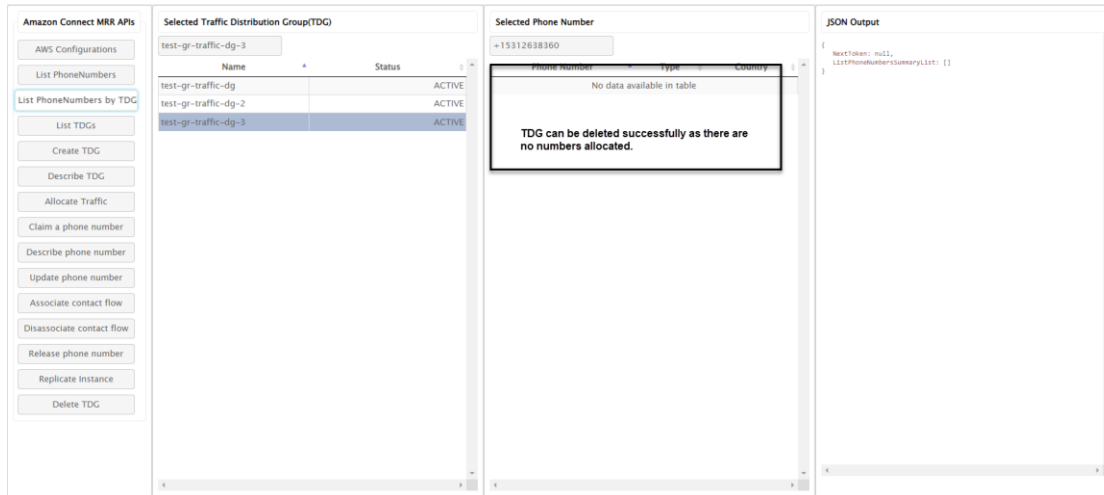 Amazon Connect MRR APIs
AWS Configurations
List PhoneNumbers
List PhoneNumbers by TDG
List TDGs
Create TDG
Describe TDG
Allocate Traffic
Claim a phone number
Describe phone number
Update phone number
Associate contact flow
Disassociate contact flow
Release phone number
Replicate Instance
Delete TDG
Selected Traffic Distribution Group(TDG)
test-gr-traffic-dg-3
Name Status
test-gr-traffic-dg ACTIVE
test-gr-traffic-dg-2 ACTIVE
test-gr-traffic-dg-3 ACTIVE
Selected Phone Number
+15312638360
Phone Number Type Country
No data available in table
TDG can be deleted successfully as there are
no numbers allocated.
JSON Output
{
NextToken: null,
ListPhoneNumbersSummaryList: []
}